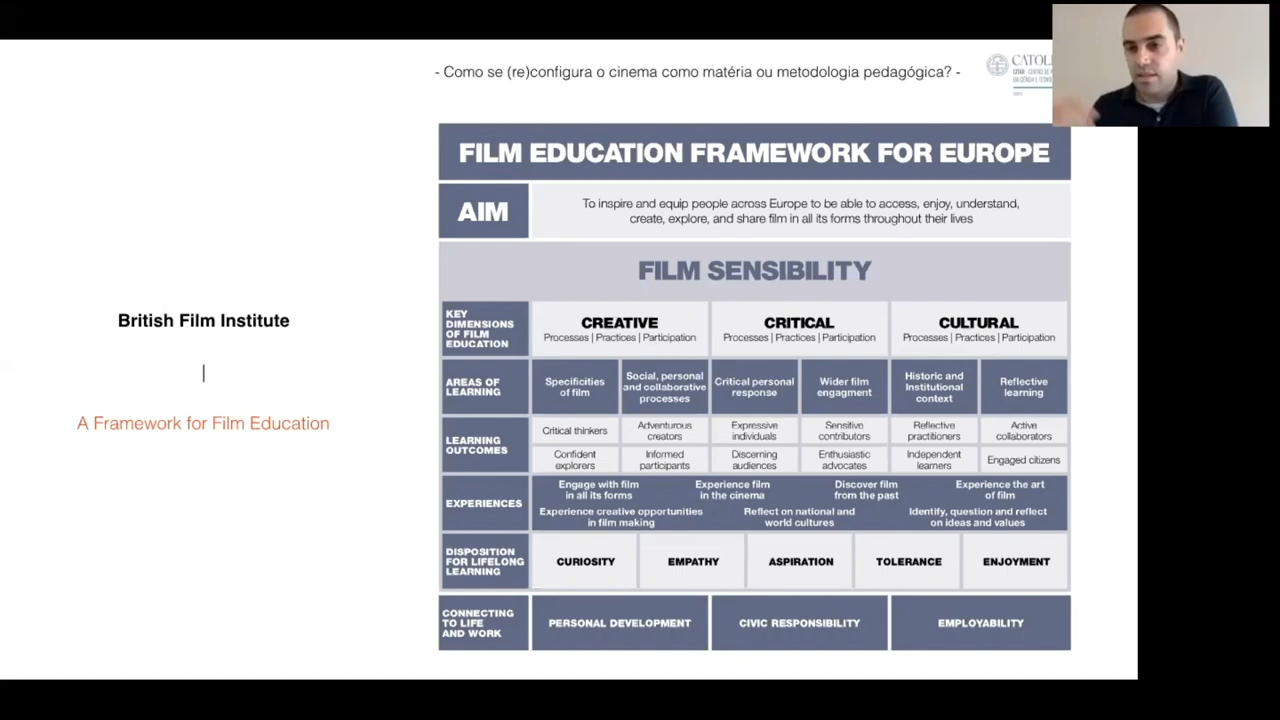 - Como se (re)configura o cinema como matéria ou metodologia pedagógica? -
FILM EDUCATION FRAMEWORK FOR EUROPE
AIM
To inspire and equip people across Europe to be able to access, enjoy, understand,
create, explore, and share film in all its forms throughout their lives
FILM SENSIBILITY
British Film Institute
|
A Framework for Film Education
KEY
DIMENSIONS
OF FILM
EDUCATION
CREATIVE
Processes | Practices | Participation
CRITICAL
Processes | Practices | Participation
CULTURAL
Processes | Practices | Participation
AREAS OF
LEARNING
Specificities
of film
Social, personal
and collaborative
processes
Critical personal
response
Wider film
engagment
Historic and
Institutional
context
Reflective
learning
LEARNING
OUTCOMES
Critical thinkers
Adventurous
creators
Expressive
individuals
Sensitive
contributors
Reflective
practitioners
Active
collaborators
Confident
explorers
Informed
participants
Discerning
audiences
Enthusiastic
advocates
Independent
learners
Engaged citizens
EXPERIENCES
Engage with film
in all its forms
Experience film
in the cinema
Discover film
from the past
Experience the art
of film
Experience creative opportunities
in film making
Reflect on national and
world cultures
Identify, question and reflect
on ideas and values
DISPOSITION
FOR LIFELONG
LEARNING
CURIOSITY
EMPATHY
ASPIRATION
TOLERANCE
ENJOYMENT
CONNECTING
TO LIFE
AND WORK
PERSONAL DEVELOPMENT
CIVIC RESPONSIBILITY
EMPLOYABILITY